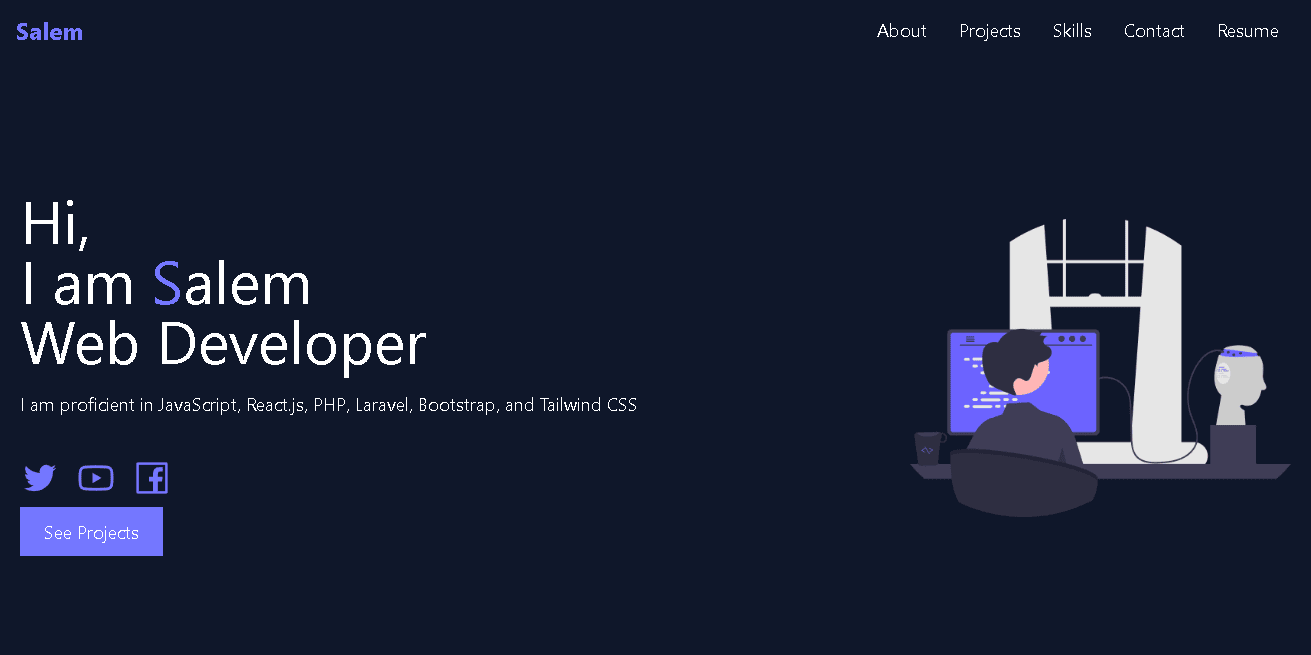 Salem
About Projects Skills Contact Resume
Hi,
I am Salem
Web Developer
I am proficient in JavaScript, React.js, PHP, Laravel, Bootstrap, and Tailwind CSS
See Projects